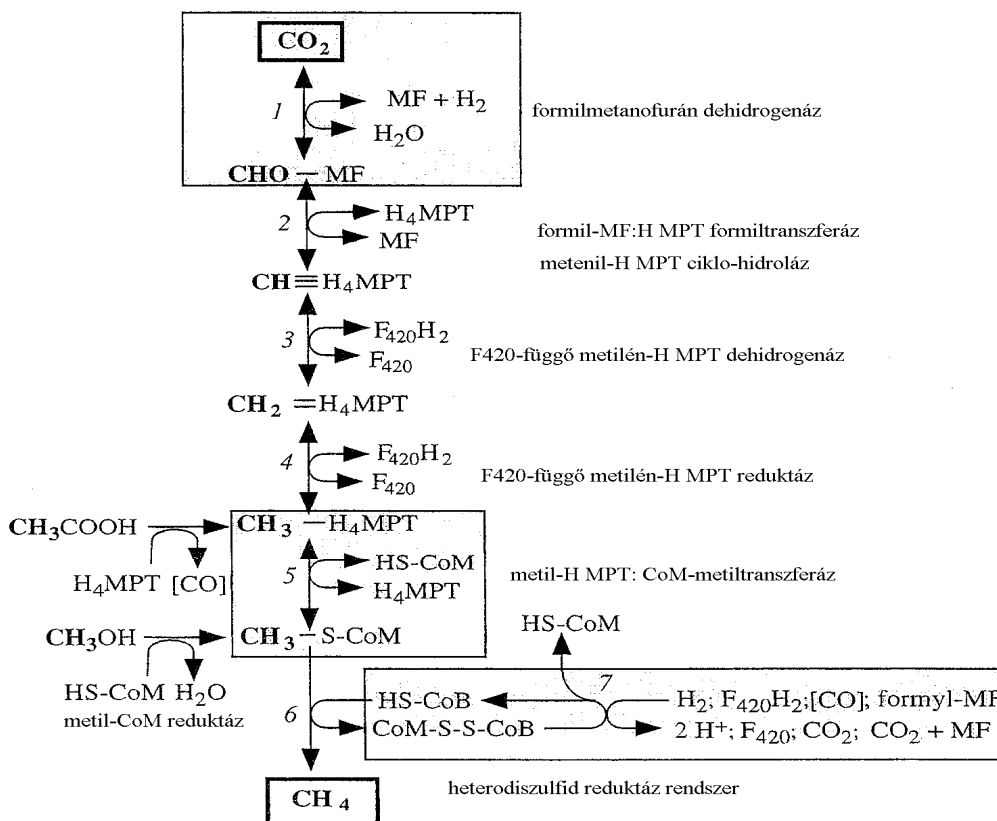 CO₂
1
MF + H₂
H₂O
formilmetanofurán dehidrogenáz
CHO — MF
2
H₄MPT
MF
formil-MF:H MPT formiltranszferáz
metenil-H MPT ciklo-hidroláz
CH≡H₄MPT
3
F₄₂₀H₂
F₄₂₀
F420-függő metilén-H MPT dehidrogenáz
CH₂ =H₄MPT
4
F₄₂₀H₂
F₄₂₀
F420-függő metilén-H MPT reduktáz
CH₃COOH
CH₃ —H₄MPT
H₄MPT [CO]
5
HS-CoM
H₄MPT
metil-H MPT: CoM-metiltranszferáz
CH₃OH
CH₃— S-CoM
HS-CoM
HS-CoM H₂O
metil-CoM reduktáz
6
HS-CoB
7
H₂; F₄₂₀H₂;[CO]; formyl-MF
CoM-S-S-CoB
2 H⁺; F₄₂₀; CO₂; CO₂ + MF
heterodiszulfid reduktáz rendszer
CH₄